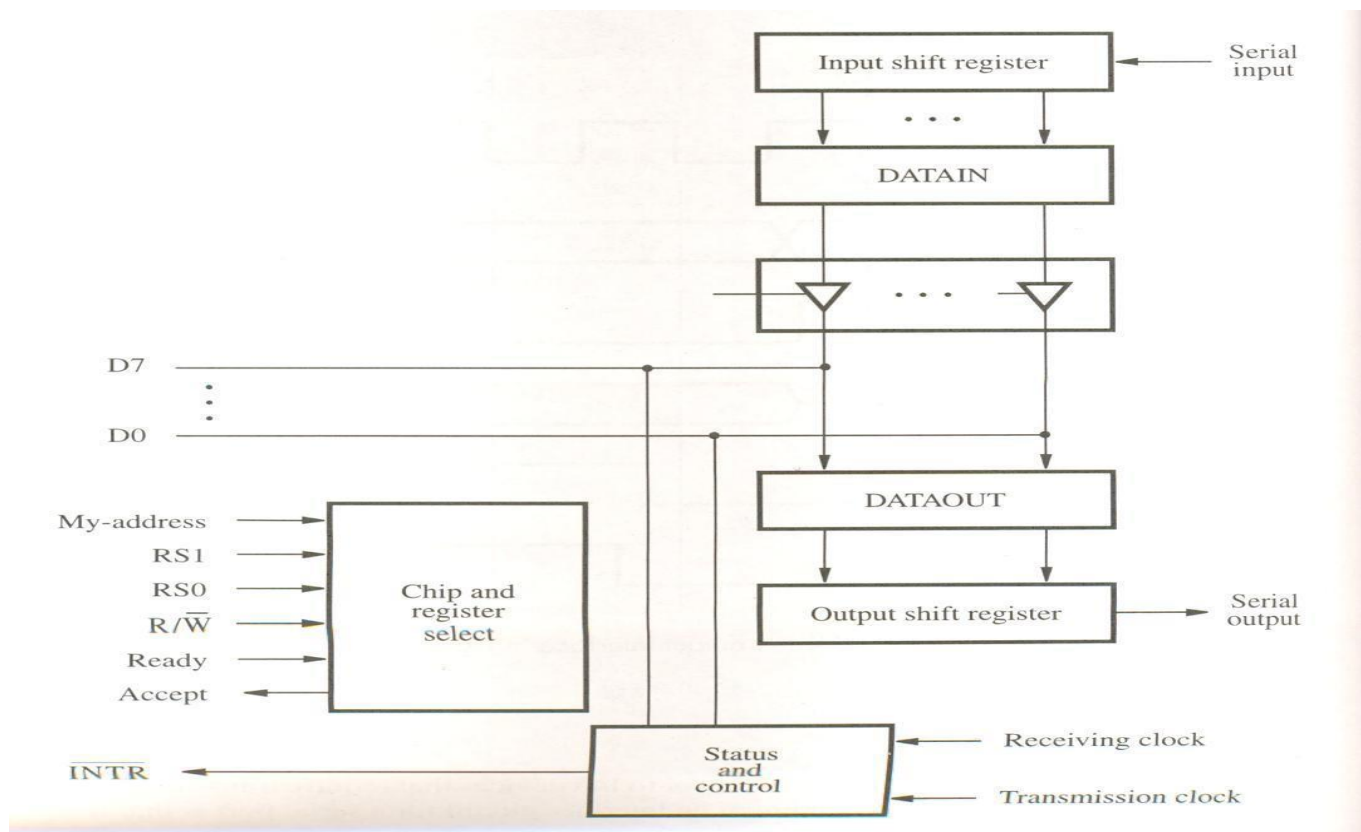 Input shift register
Serial
input
DATAIN
D7
D0
DATAOUT
My-address
RS1
RS0
R/W̅
Ready
Accept
Chip and
register
select
Output shift register
Serial
output
I̅N̅T̅R̅
Status
and
control
Receiving clock
Transmission clock